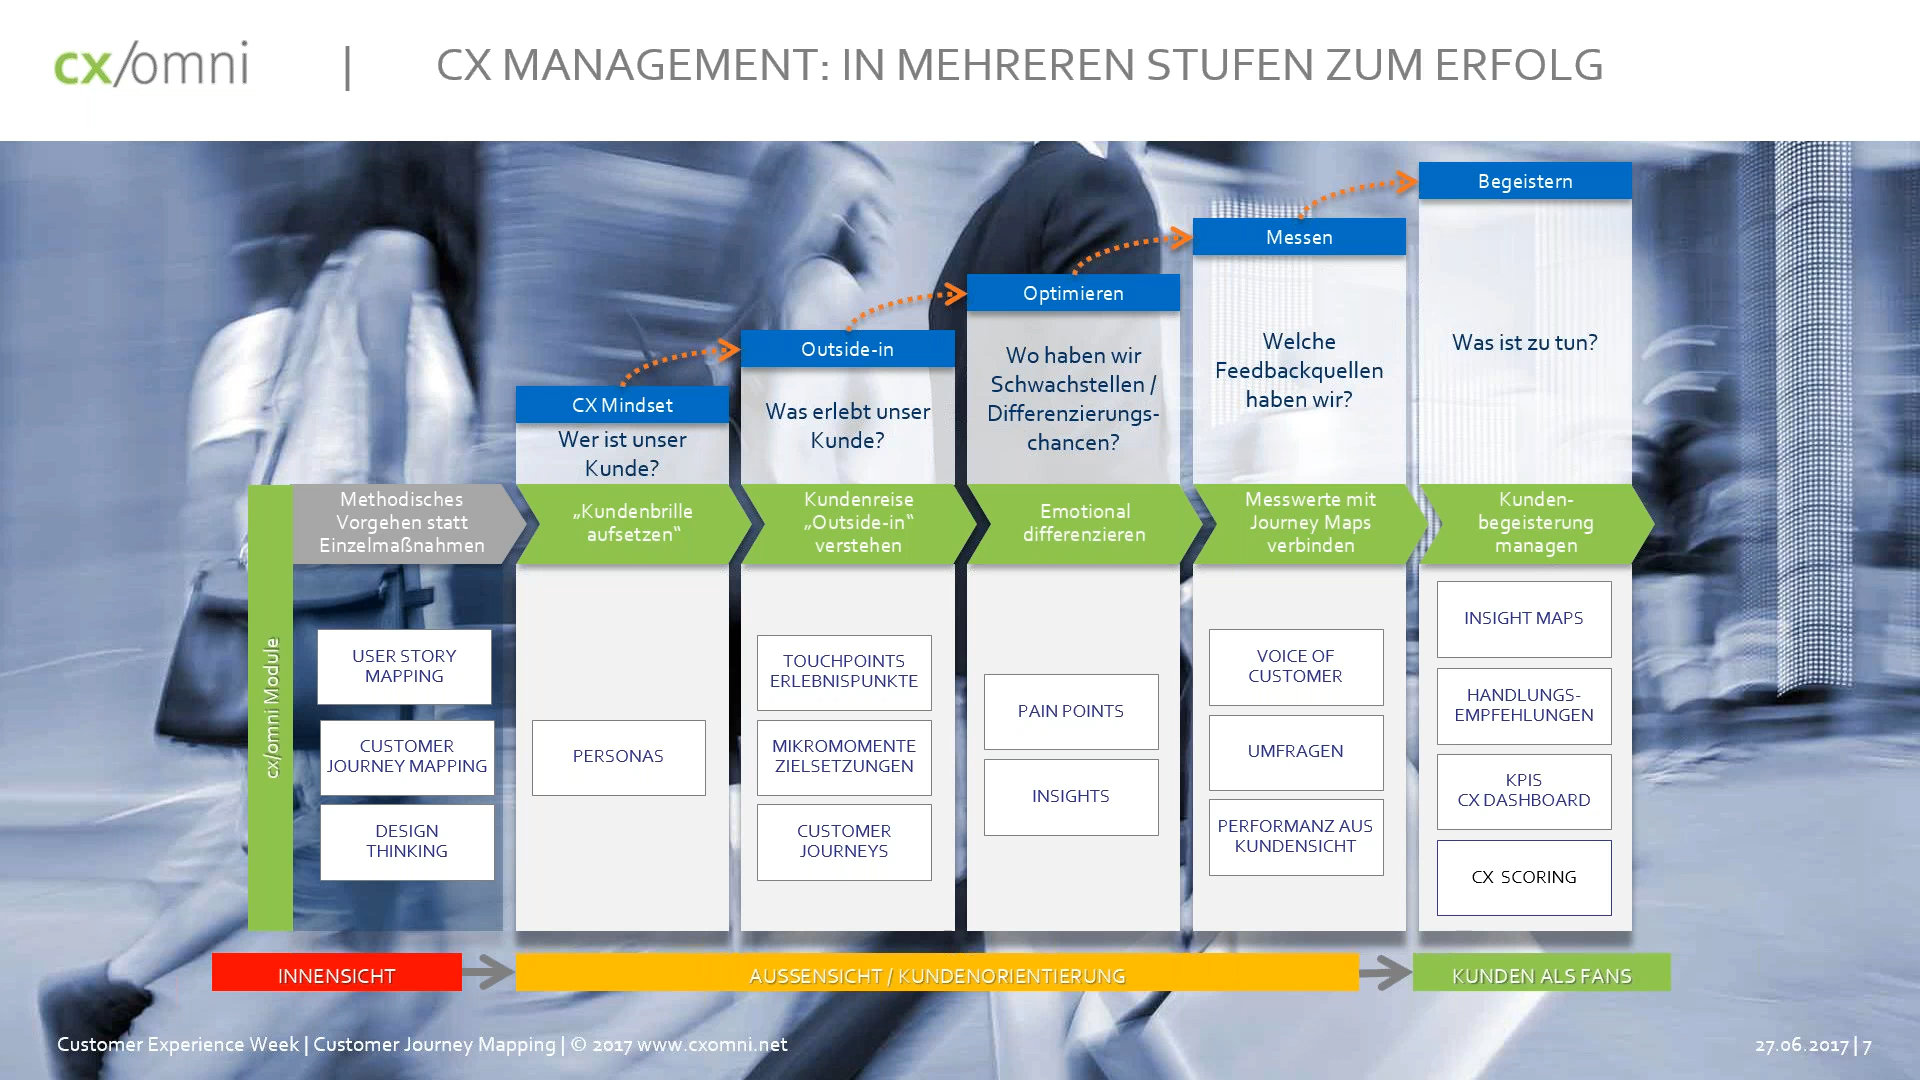 cx/omni | CX MANAGEMENT: IN MEHREREN STUFEN ZUM ERFOLG
Begeistern
Messen
Optimieren
Outside-in
CX Mindset
Wer ist unser
Kunde?
Was erlebt unser
Kunde?
Wo haben wir
Schwachstellen /
Differenzierungs-
chancen?
Welche
Feedbackquellen
haben wir?
Was ist zu tun?
Methodisches
Vorgehen statt
Einzelmaßnahmen
„Kundenbrille
aufsetzen“
Kundenreise
„Outside-in“
verstehen
Emotional
differenzieren
Messwerte mit
Journey Maps
verbinden
Kunden-
begeisterung
managen
cx/omni Module
USER STORY
MAPPING
CUSTOMER
JOURNEY MAPPING
DESIGN
THINKING
PERSONAS
TOUCHPOINTS
ERLEBNISPUNKTE
MIKROMOMENTE
ZIELSETZUNGEN
CUSTOMER
JOURNEYS
PAIN POINTS
INSIGHTS
VOICE OF
CUSTOMER
UMFRAGEN
PERFORMANZ AUS
KUNDENSICHT
INSIGHT MAPS
HANDLUNGS-
EMPFEHLUNGEN
KPIS
CX DASHBOARD
CX SCORING
INNENSICHT
AUSSENSICHT / KUNDENORIENTIERUNG
KUNDEN ALS FANS
Customer Experience Week | Customer Journey Mapping | © 2017 www.cxomni.net
27.06.2017 | 7